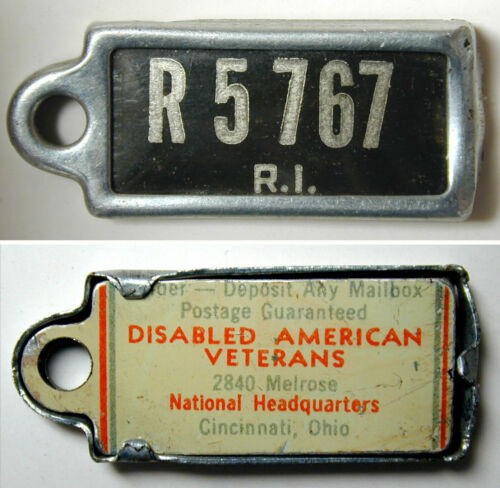 R 5 767
R.I.
— Deposit, Any Mailbox
Postage Guaranteed
DISABLED AMERICAN
VETERANS
2840 Melrose
National Headquarters
Cincinnati, Ohio